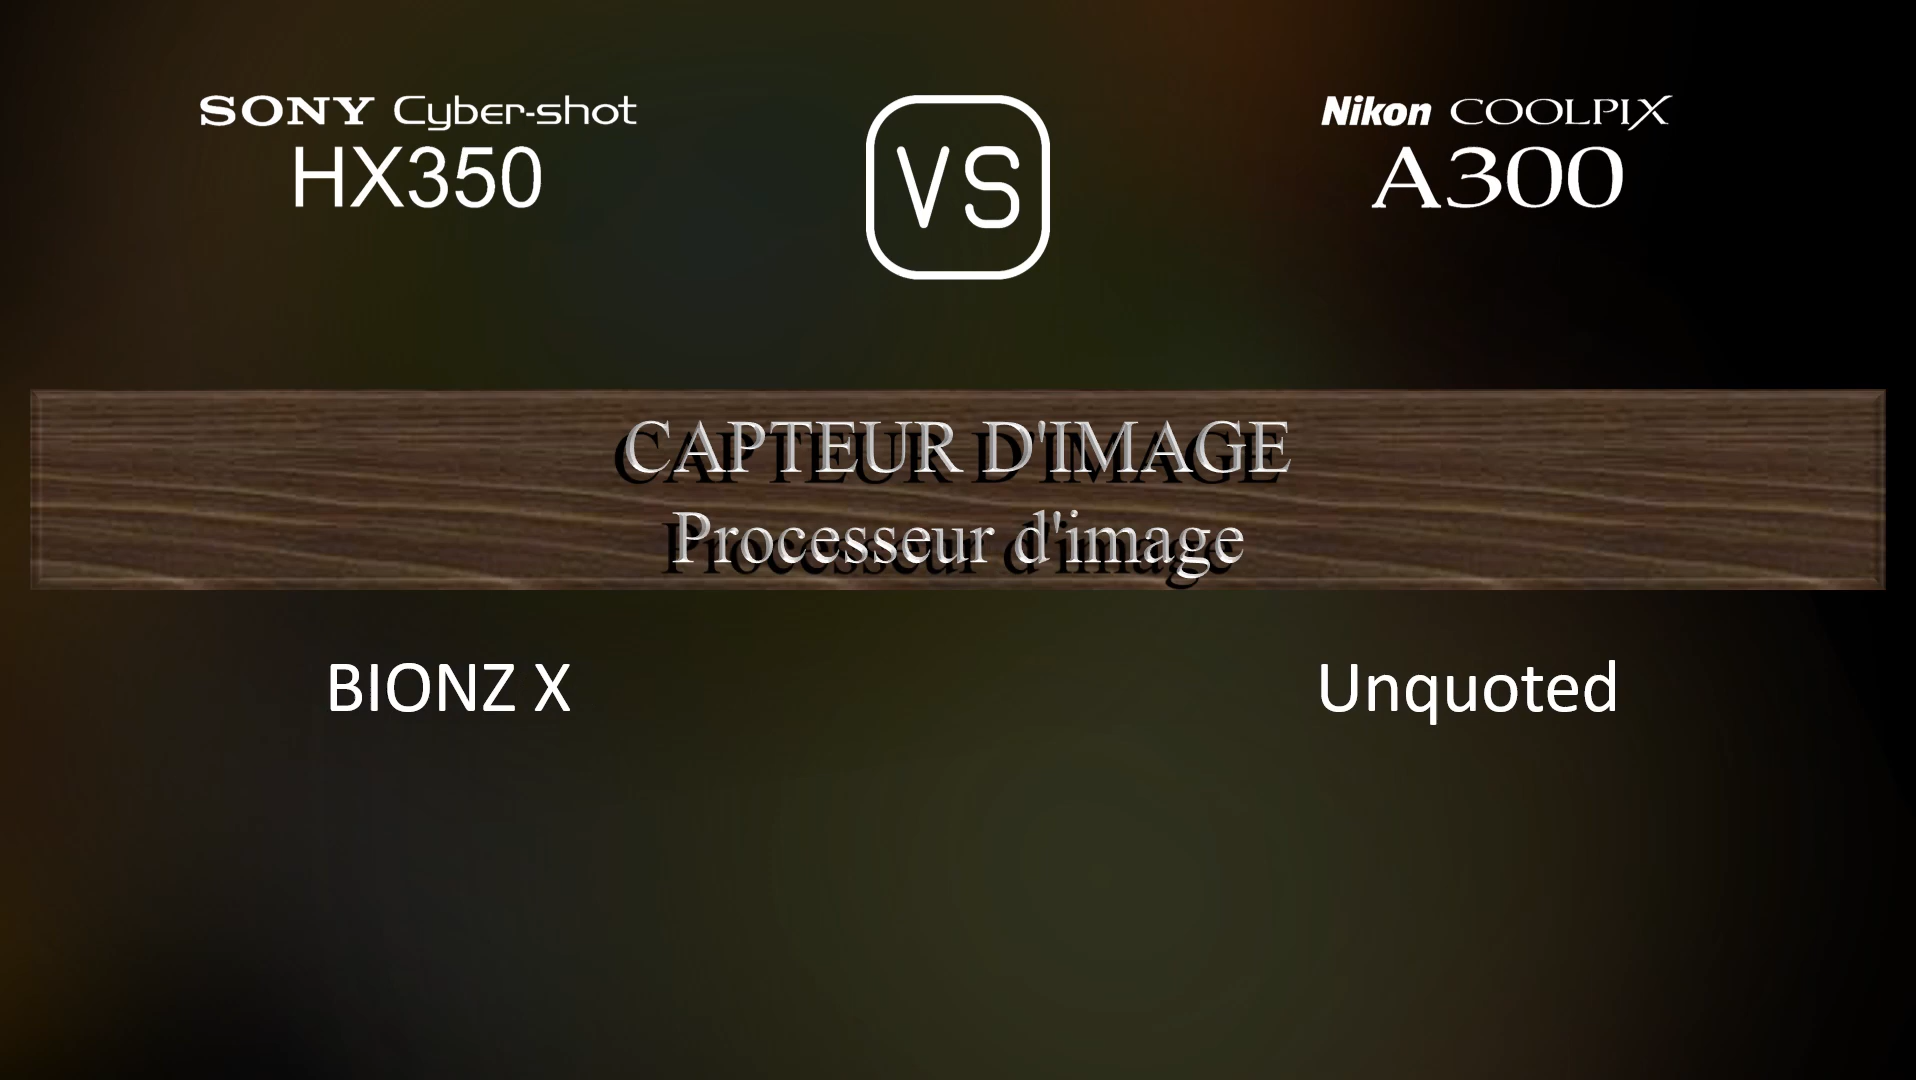 SONY Cyber-shot
HX350
VS
Nikon COOLPIX
A300
CAPTEUR D'IMAGE
Processeur d'image
BIONZ X
Unquoted